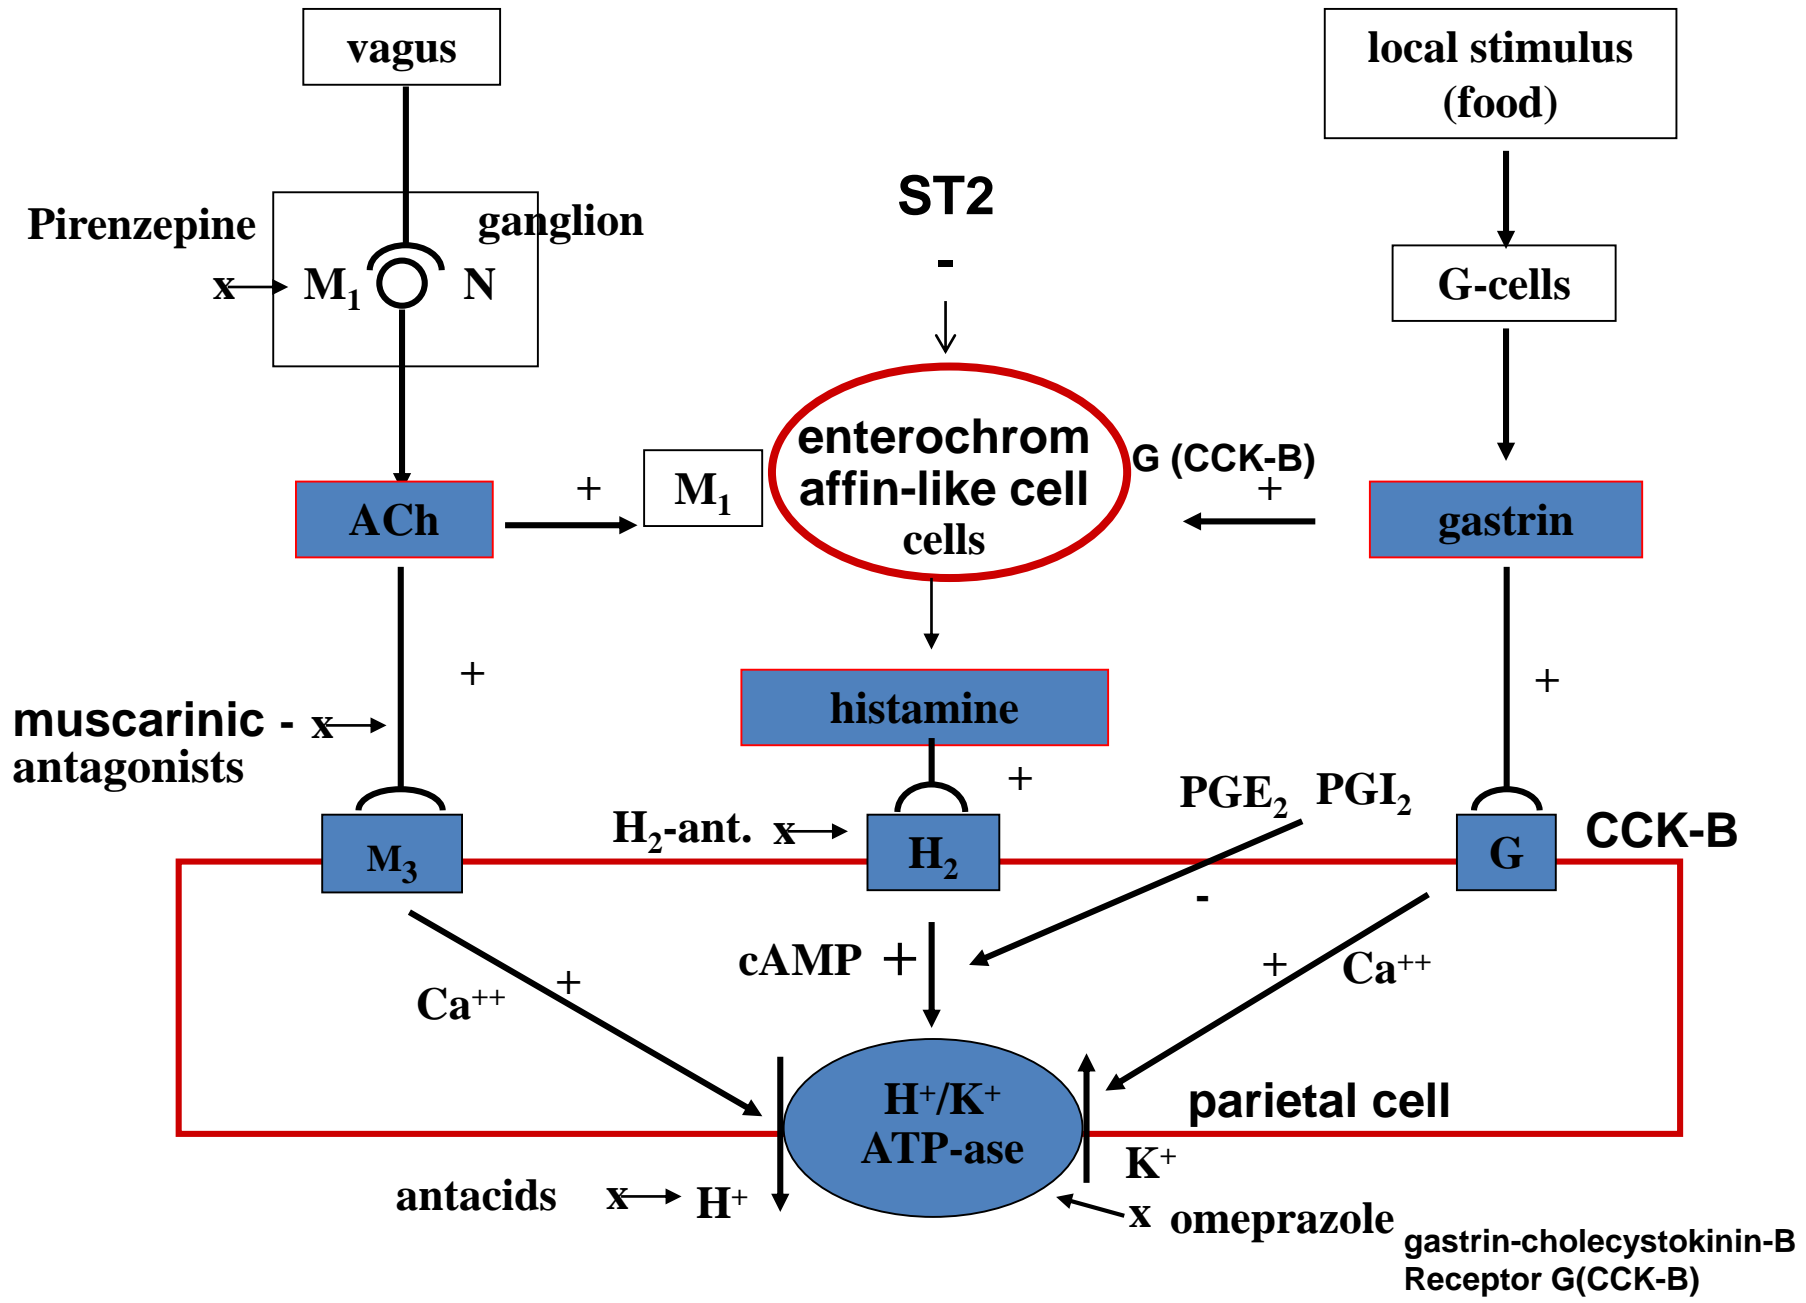 vagus
local stimulus
(food)
ST2
-
Pirenzepine
ganglion
x
M₁
N
G-cells
enterochrom
affin-like cell
cells
G (CCK-B)
+
+
M₁
ACh
gastrin
+
+
muscarinic - x
antagonists
histamine
+
PGE₂ PGI₂
H₂-ant. x
M₃
H₂
G
CCK-B
-
cAMP +
+
Ca⁺⁺
+
Ca⁺⁺
H⁺/K⁺
ATP-ase
parietal cell
K⁺
antacids x H⁺
x omeprazole
gastrin-cholecystokinin-B
Receptor G(CCK-B)